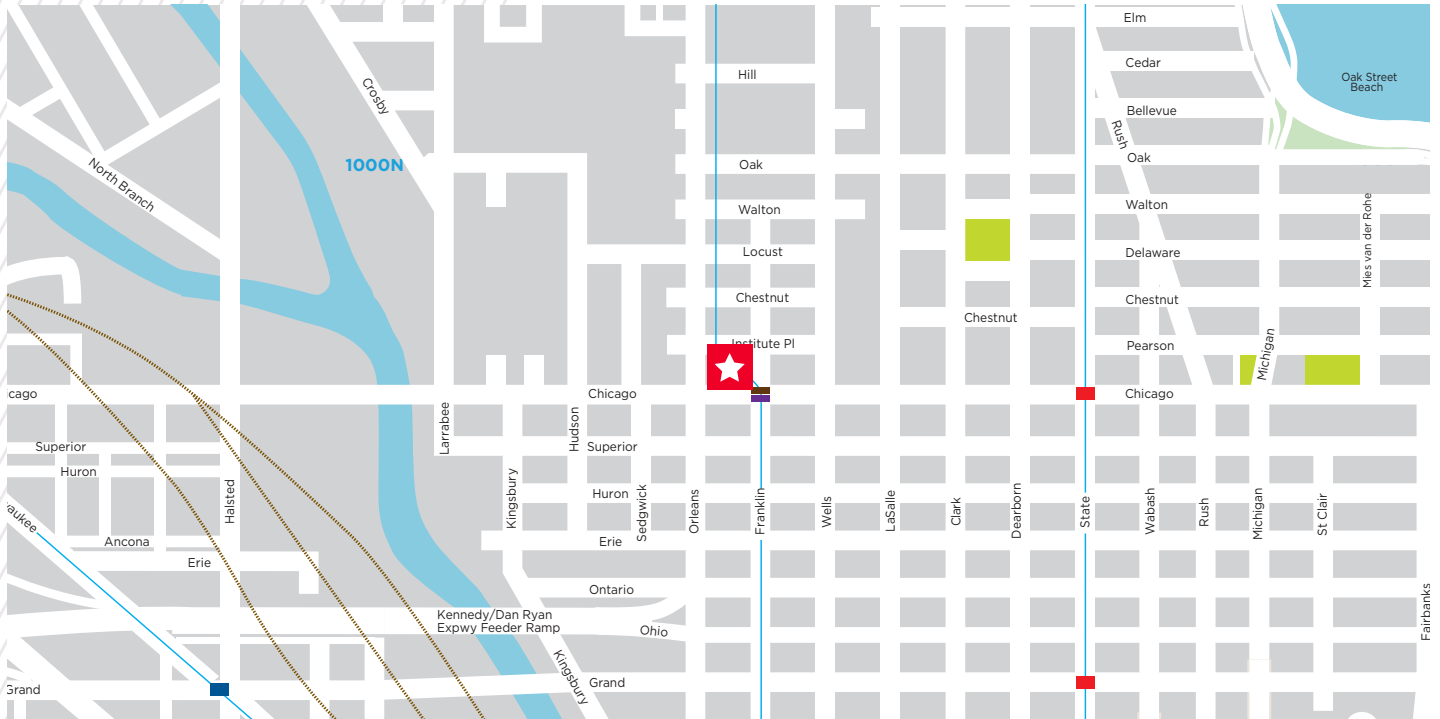 Elm
Cedar
Hill
Oak Street
Beach
Crosby
Bellevue
Rush
1000N
Oak
Oak
North Branch
Walton
Walton
Mies van der Rohe
Locust
Delaware
Chestnut
Chestnut
Chestnut
Institute Pl
Pearson
Michigan
icago
Chicago
Chicago
Larrabee
Hudson
Superior
Superior
Huron
Huron
Halsted
Kingsbury
Sedgwick
Orleans
Franklin
Wells
LaSalle
Clark
Dearborn
State
Wabash
Rush
Michigan
St Clair
aukee
Ancona
Erie
Erie
Ontario
Kennedy/Dan Ryan
Expwy Feeder Ramp
Ohio
Fairbanks
Kingsbury
Grand
Grand